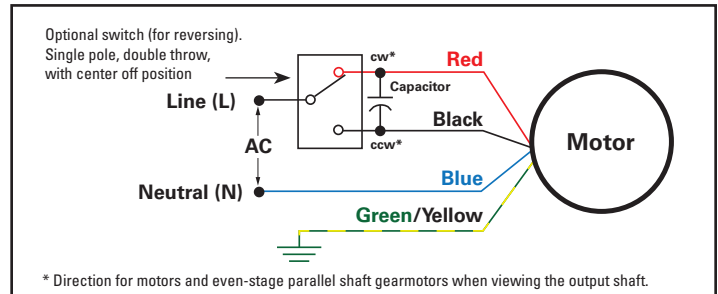 Optional switch (for reversing).
Single pole, double throw,
with center off position
cw*
Red
Capacitor
Line (L)
Black
ccw*
AC
Motor
Blue
Neutral (N)
Green/Yellow
* Direction for motors and even-stage parallel shaft gearmotors when viewing the output shaft.